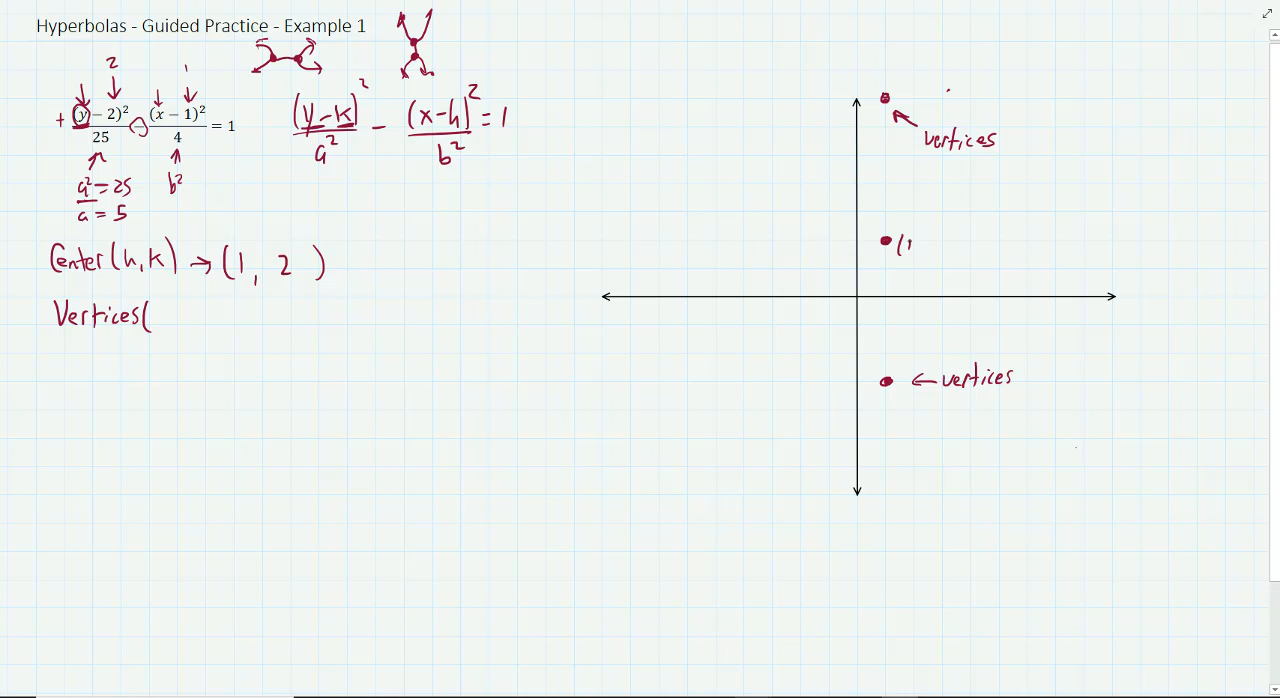 Hyperbolas - Guided Practice - Example 1
2 1
+ (y − 2)²/25 − (x − 1)²/4 = 1
(y-k)²/a² - (x-h)²/b² = 1
a² = 25 b²
a = 5
Center(h,k) → (1, 2 )
Vertices(
vertices
(1
← vertices